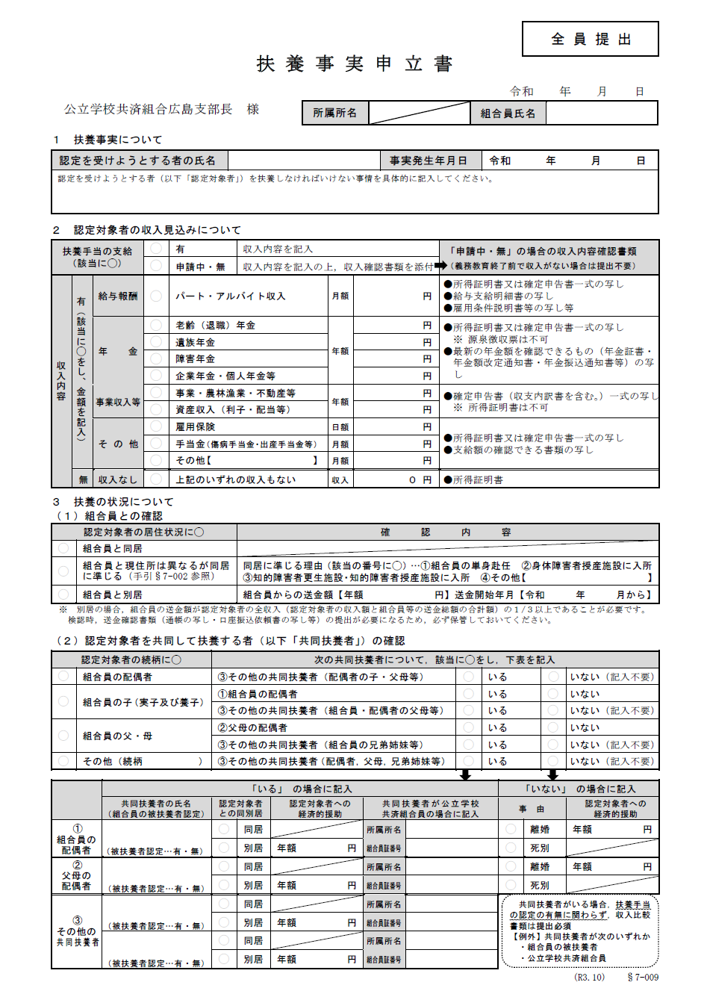 全 員 提 出
扶 養 事 実 申 立 書
令和　　年　　月　　日
公立学校共済組合広島支部長　様
所属所名
組合員氏名
１　扶養事実について
認定を受けようとする者の氏名
事実発生年月日
令和　　　年　　　月　　　日
認定を受けようとする者（以下「認定対象者」）を扶養しなければいけない事情を具体的に記入してください。
２　認定対象者の収入見込みについて
扶養手当の支給
（該当に○）
有
収入内容を記入
申請中・無
収入内容を記入の上，収入確認書類を添付
「申請中・無」の場合の収入内容確認書類
（義務教育終了前で収入がない場合は提出不要）
収入内容
有（該当に○をし、金額を記入）
給与報酬
パート・アルバイト収入
月額
円
●所得証明書又は確定申告書一式の写し
●給与支給明細書の写し
●雇用条件説明書等の写し等
年　　金
老齢（退職）年金
円
遺族年金
円
障害年金
円
企業年金・個人年金等
円
年額
●所得証明書又は確定申告書一式の写し
※ 源泉徴収票は不可
●最新の年金額を確認できるもの（年金証書・
年金額改定通知書・年金振込通知書等）の写
し
事業収入等
事業・農林漁業・不動産等
円
資産収入（利子・配当等）
円
年額
●確定申告書（収支内訳書を含む。）一式の写し
※ 所得証明書は不可
そ の 他
雇用保険
日額
円
手当金（傷病手当金・出産手当金等）
月額
円
その他【　　　　　　　　　　】
月額
円
●所得証明書又は確定申告書一式の写し
●支給額の確認できる書類の写し
無
収入なし
上記のいずれの収入もない
収入
０ 円
●所得証明書
３　扶養の状況について
（１）組合員との確認
認定対象者の居住状況に○
確　　認　　内　　容
組合員と同居
組合員と現住所は異なるが同居
に準じる（手引§7-002 参照）
同居に準じる理由（該当の番号に○）…①組合員の単身赴任　②身体障害者授産施設に入所
③知的障害者更生施設・知的障害者授産施設に入所　④その他【　　　　　　　　　　】
組合員と別居
組合員からの送金額【年額　　　　　　　円】送金開始年月【令和　　　年　　　月から】
※　別居の場合，組合員の送金額が認定対象者の全収入（認定対象者の収入額と組合員等の送金総額の合計額）の１/３以上であることが必要です。
検認時，送金確認書類（通帳の写し・口座振込依頼書の写し等）の提出が必要になるため，必ず保管しておいてください。
（２）認定対象者を共同して扶養する者（以下「共同扶養者」）の確認
認定対象者の続柄に○
次の共同扶養者について，該当に○をし，下表を記入
組合員の配偶者
③その他の共同扶養者（配偶者の子・父母等）
いる
いない（記入不要）
組合員の子（実子及び養子）
①組合員の配偶者
いる
いない
③その他の共同扶養者（組合員・配偶者の父母等）
いる
いない（記入不要）
組合員の父・母
②父母の配偶者
いる
いない
③その他の共同扶養者（組合員の兄弟姉妹等）
いる
いない（記入不要）
その他（続柄　　　　　　）
③その他の共同扶養者（配偶者，父母，兄弟姉妹等）
いる
いない（記入不要）
「いる」 の場合に記入
「いない」 の場合に記入
共同扶養者の氏名
（組合員の被扶養者認定）
認定対象者
との同別居
認定対象者への
経済的援助
共同扶養者が公立学校
共済組合員の場合に記入
事　由
認定対象者への
経済的援助
①
組合員の
配偶者
（被扶養者認定…有・無）
同居
所属所名
離婚
年額　　　　　円
別居
年額　　　　　円
組合員証番号
死別
②
父母の
配偶者
（被扶養者認定…有・無）
同居
所属所名
離婚
年額　　　　　円
別居
年額　　　　　円
組合員証番号
死別
③
その他の
共同扶養者
（被扶養者認定…有・無）
同居
所属所名
別居
年額　　　　　円
組合員証番号
（被扶養者認定…有・無）
同居
所属所名
別居
年額　　　　　円
組合員証番号
共同扶養者がいる場合，扶養手当
の認定の有無に関わらず，収入比較
書類は提出必須
【例外】共同扶養者が次のいずれか
・組合員の被扶養者
・公立学校共済組合員
（R3.10）　　§7-009